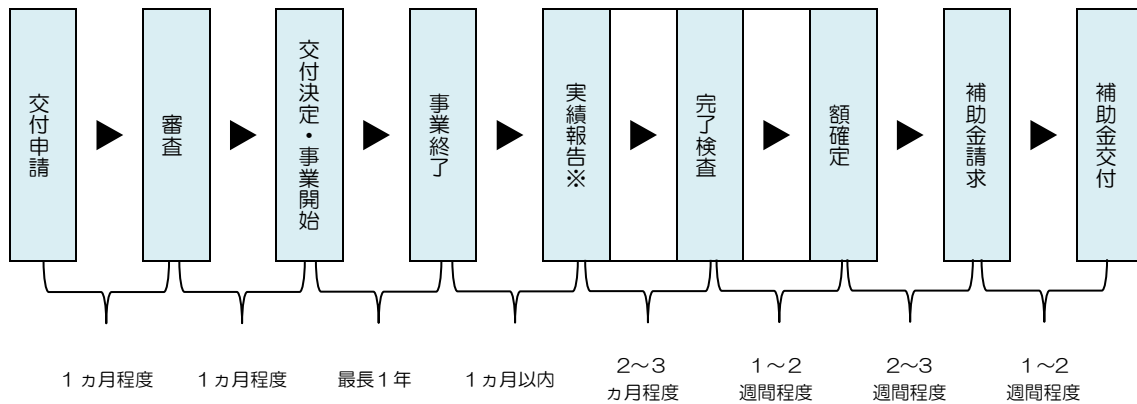 交付申請
審査
交付決定・事業開始
事業終了
実績報告※
完了検査
額確定
補助金請求
補助金交付
１ヵ月程度
１ヵ月程度
最長１年
１ヵ月以内
２～３
ヵ月程度
１～２
週間程度
２～３
週間程度
１～２
週間程度